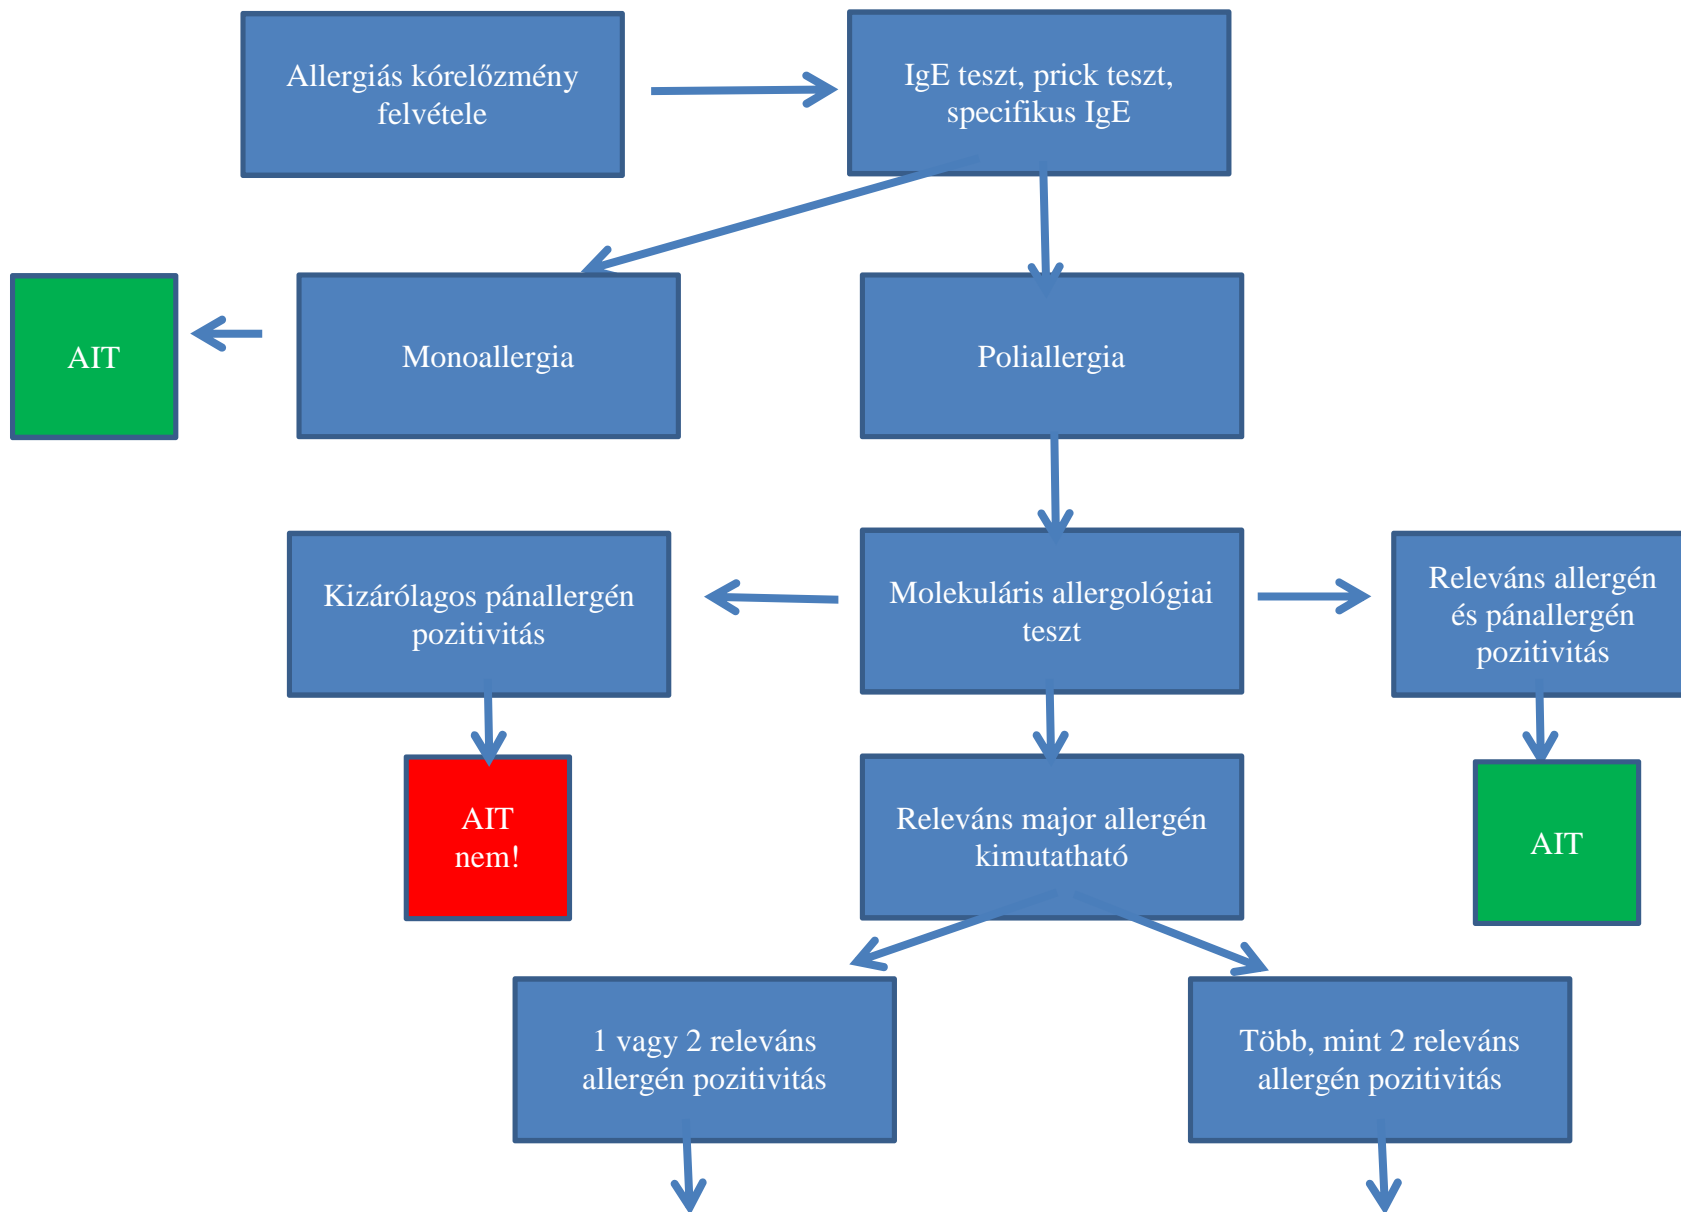 Allergiás kórelőzmény
felvétele
IgE teszt, prick teszt,
specifikus IgE
AIT
Monoallergia
Poliallergia
Kizárólagos pánallergén
pozitivitás
Molekuláris allergológiai
teszt
Releváns allergén
és pánallergén
pozitivitás
AIT
nem!
Releváns major allergén
kimutatható
AIT
1 vagy 2 releváns
allergén pozitivitás
Több, mint 2 releváns
allergén pozitivitás